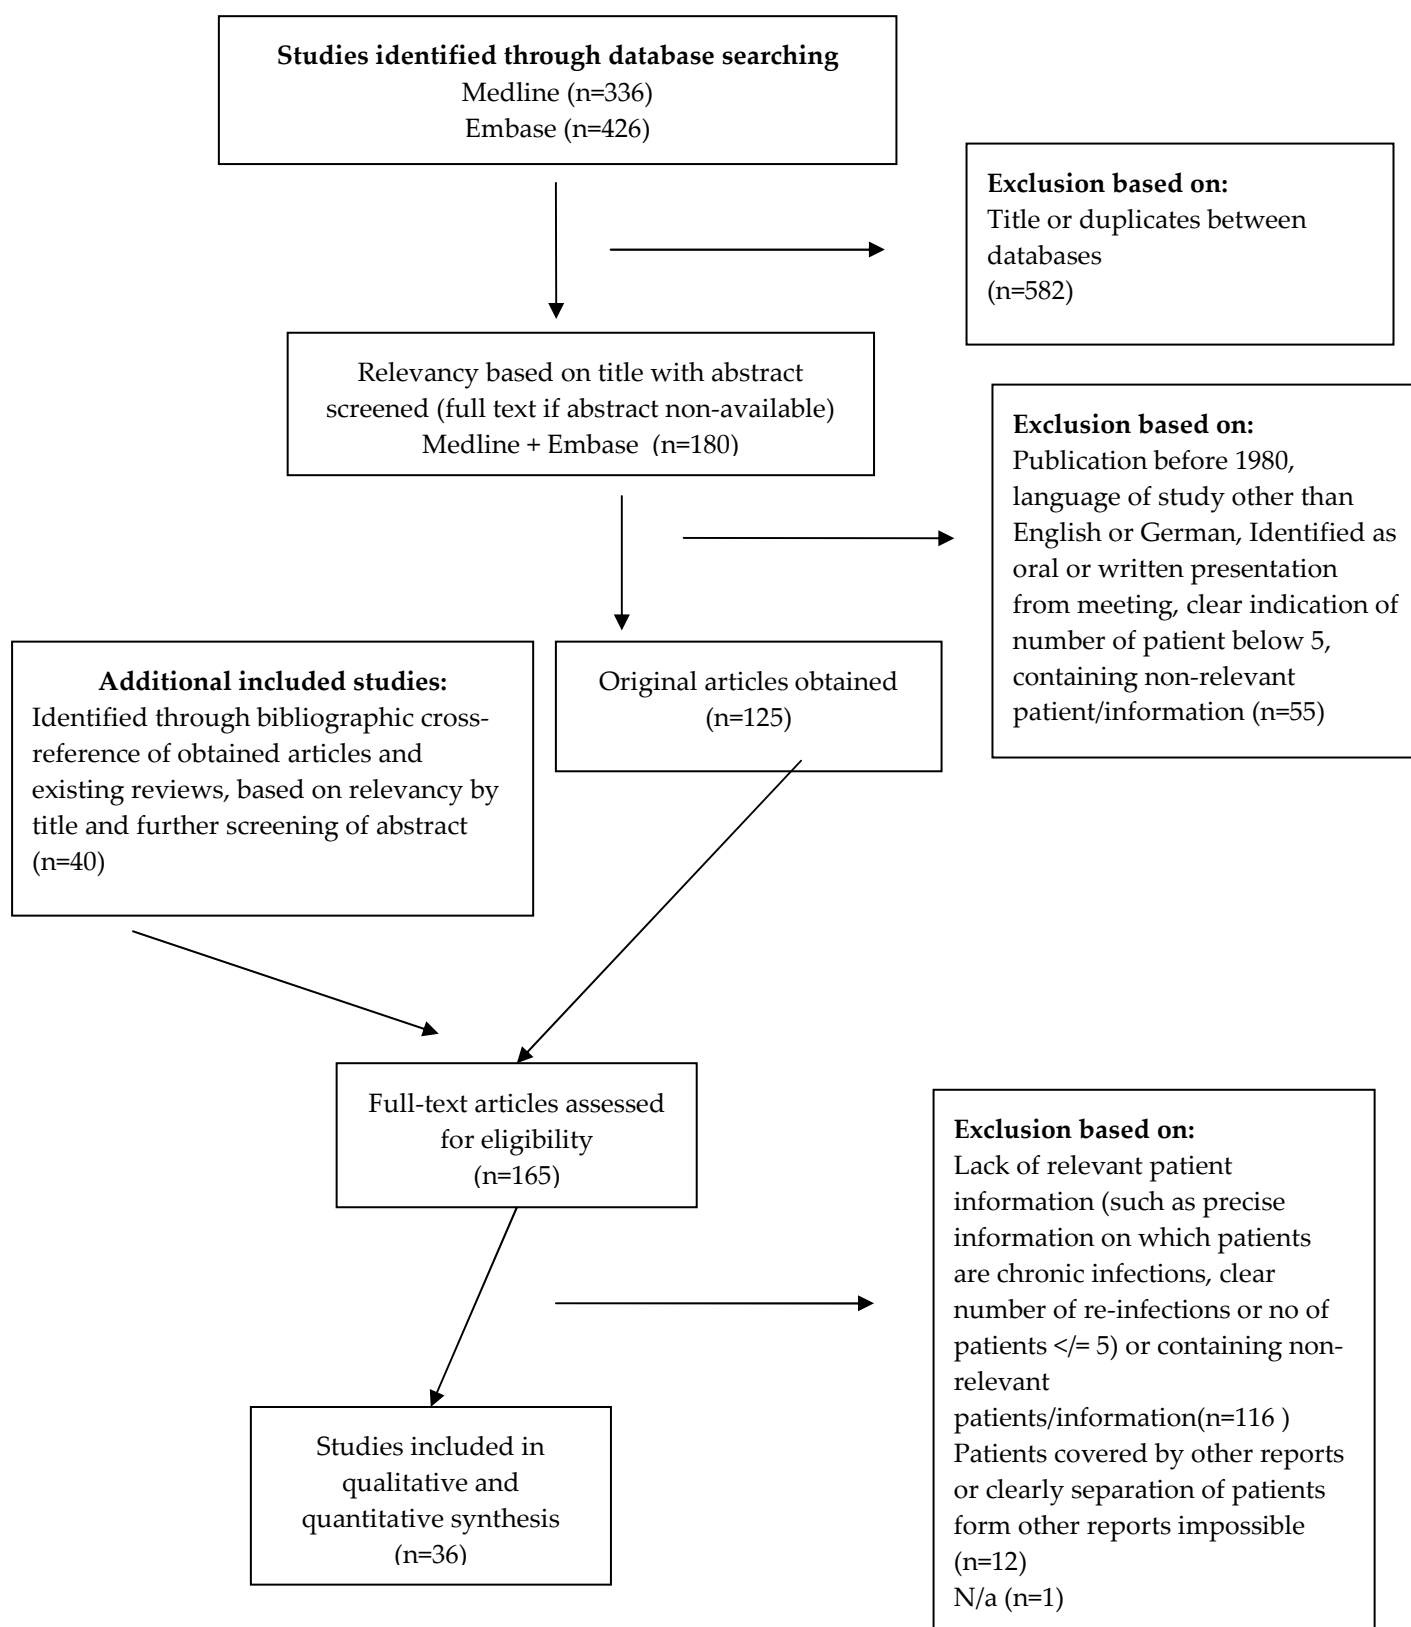 Studies identified through database searching
Medline (n=336)
Embase (n=426)
Exclusion based on:
Title or duplicates between
databases
(n=582)
Relevancy based on title with abstract
screened (full text if abstract non-available)
Medline + Embase  (n=180)
Exclusion based on:
Publication before 1980,
language of study other than
English or German, Identified as
oral or written presentation
from meeting, clear indication of
number of patient below 5,
containing non-relevant
patient/information (n=55)
Additional included studies:
Identified through bibliographic cross-
reference of obtained articles and
existing reviews, based on relevancy by
title and further screening of abstract
(n=40)
Original articles obtained
(n=125)
Full-text articles assessed
for eligibility
(n=165)
Exclusion based on:
Lack of relevant patient
information (such as precise
information on which patients
are chronic infections, clear
number of re-infections or no of
patients </= 5) or containing non-
relevant
patients/information(n=116 )
Patients covered by other reports
or clearly separation of patients
form other reports impossible
(n=12)
N/a (n=1)
Studies included in
qualitative and
quantitative synthesis
(n=36)